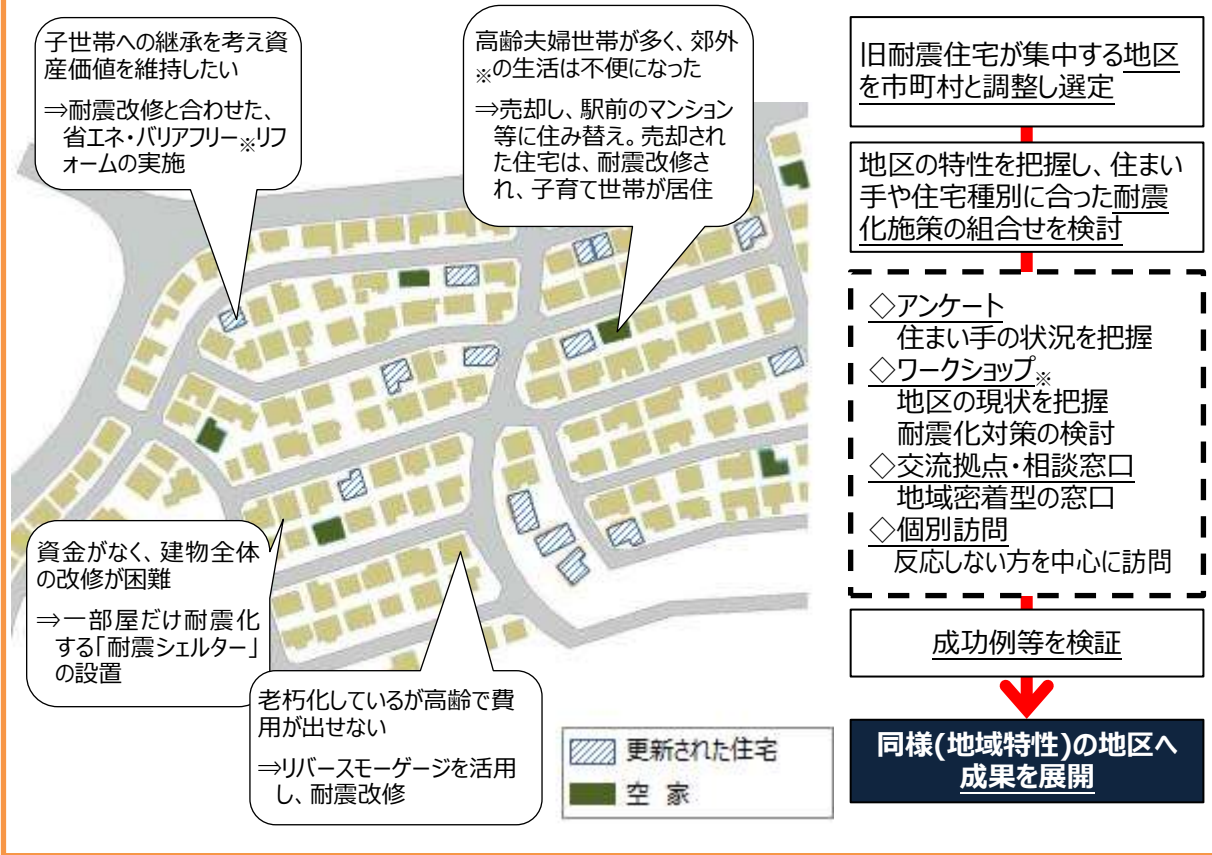 子世帯への継承を考え資
産価値を維持したい
⇒耐震改修と合わせた、
省エネ・バリアフリー※リフ
ォームの実施
高齢夫婦世帯が多く、郊外
※の生活は不便になった
⇒売却し、駅前のマンション
等に住み替え。売却され
た住宅は、耐震改修さ
れ、子育て世帯が居住
資金がなく、建物全体
の改修が困難
⇒一部屋だけ耐震化
する「耐震シェルター」
の設置
老朽化しているが高齢で費
用が出せない
⇒リバースモーゲージを活用
し、耐震改修
更新された住宅
空 家
旧耐震住宅が集中する地区
を市町村と調整し選定
地区の特性を把握し、住まい
手や住宅種別に合った耐震
化施策の組合せを検討
◇アンケート
住まい手の状況を把握
◇ワークショップ※
地区の現状を把握
耐震化対策の検討
◇交流拠点・相談窓口
地域密着型の窓口
◇個別訪問
反応しない方を中心に訪問
成功例等を検証
同様(地域特性)の地区へ
成果を展開